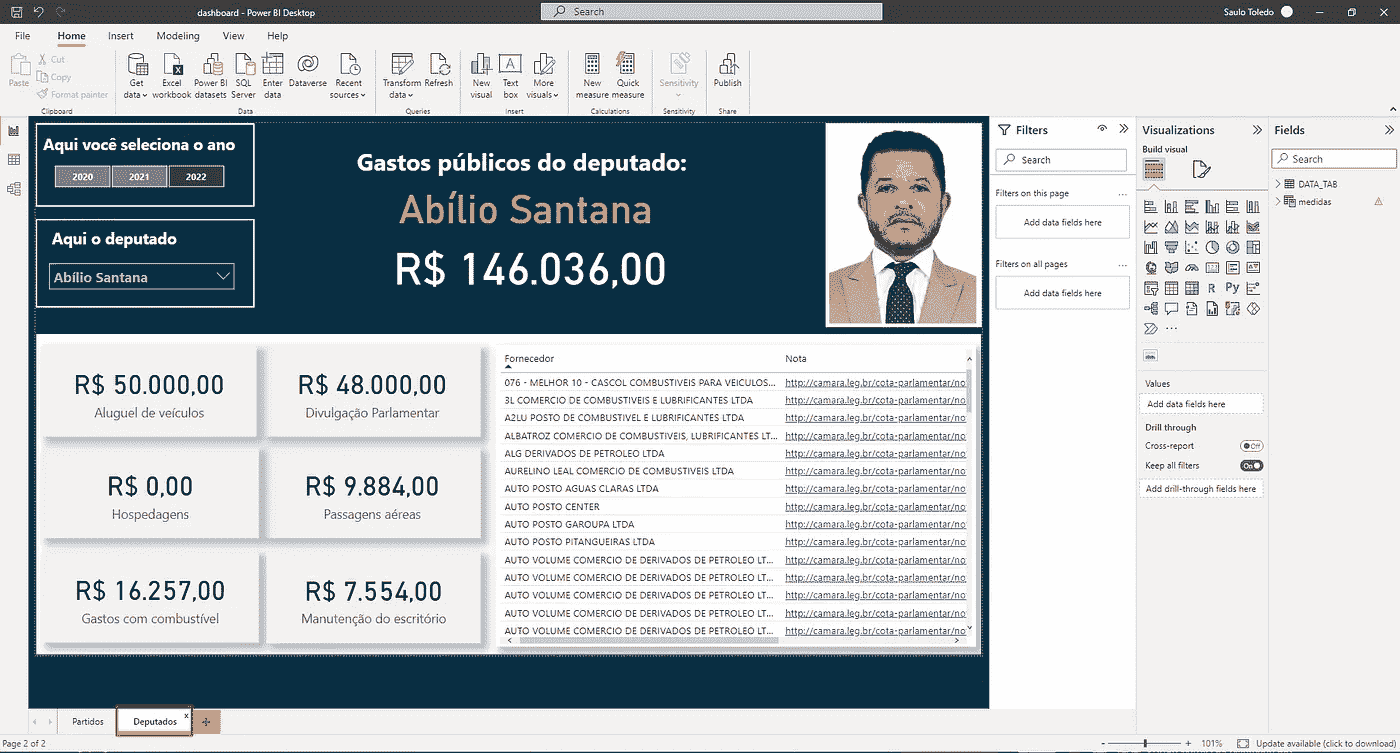 dashboard - Power BI Desktop
Search
Saulo Toledo
File Home Insert Modeling View Help
Paste
Cut
Copy
Format painter
Clipboard
Get data
Excel workbook
Power BI datasets
SQL Server
Enter data
Dataverse
Recent sources
Data
Transform data
Refresh
Queries
New visual
Text box
More visuals
Insert
New measure
Quick measure
Calculations
Sensitivity
Sensitivity
Publish
Share
Aqui você seleciona o ano
2020 2021 2022
Aqui o deputado
Abílio Santana
Gastos públicos do deputado:
Abílio Santana
R$ 146.036,00
R$ 50.000,00
Aluguel de veículos
R$ 48.000,00
Divulgação Parlamentar
R$ 0,00
Hospedagens
R$ 9.884,00
Passagens aéreas
R$ 16.257,00
Gastos com combustível
R$ 7.554,00
Manutenção do escritório
Fornecedor Nota
076 - MELHOR 10 - CASCOL COMBUSTIVEIS PARA VEICULOS... http://camara.leg.br/cota-parlamentar/no
3L COMERCIO DE COMBUSTIVEIS E LUBRIFICANTES LTDA http://camara.leg.br/cota-parlamentar/no
A2LU POSTO DE COMBUSTIVEL E LUBRIFICANTES LTDA http://camara.leg.br/cota-parlamentar/no
ALBATROZ COMERCIO DE COMBUSTIVEIS, LUBRIFICANTES LT... http://camara.leg.br/cota-parlamentar/no
ALG DERIVADOS DE PETROLEO LTDA http://camara.leg.br/cota-parlamentar/no
AURELINO LEAL COMERCIO DE COMBUSTIVEIS LTDA http://camara.leg.br/cota-parlamentar/no
AUTO POSTO AGUAS CLARAS LTDA http://camara.leg.br/cota-parlamentar/no
AUTO POSTO CENTER http://camara.leg.br/cota-parlamentar/no
AUTO POSTO GAROUPA LTDA http://camara.leg.br/cota-parlamentar/no
AUTO POSTO PITANGUEIRAS LTDA http://camara.leg.br/cota-parlamentar/no
AUTO VOLUME COMERCIO DE DERIVADOS DE PETROLEO LT... http://camara.leg.br/cota-parlamentar/no
AUTO VOLUME COMERCIO DE DERIVADOS DE PETROLEO LT... http://camara.leg.br/cota-parlamentar/no
AUTO VOLUME COMERCIO DE DERIVADOS DE PETROLEO LT... http://camara.leg.br/cota-parlamentar/no
AUTO VOLUME COMERCIO DE DERIVADOS DE PETROLEO LT... http://camara.leg.br/cota-parlamentar/no
AUTO VOLUME COMERCIO DE DERIVADOS DE PETROLEO LT... http://camara.leg.br/cota-parlamentar/no
Filters
Search
Filters on this page ...
Add data fields here
Filters on all pages ...
Add data fields here
Visualizations
Build visual
R Py
...
Values
Add data fields here
Drill through
Cross-report Off
Keep all filters On
Add drill-through fields here
Fields
Search
DATA_TAB
medidas
Partidos Deputados x +
Page 2 of 2
- + 101% Update available (click to download)